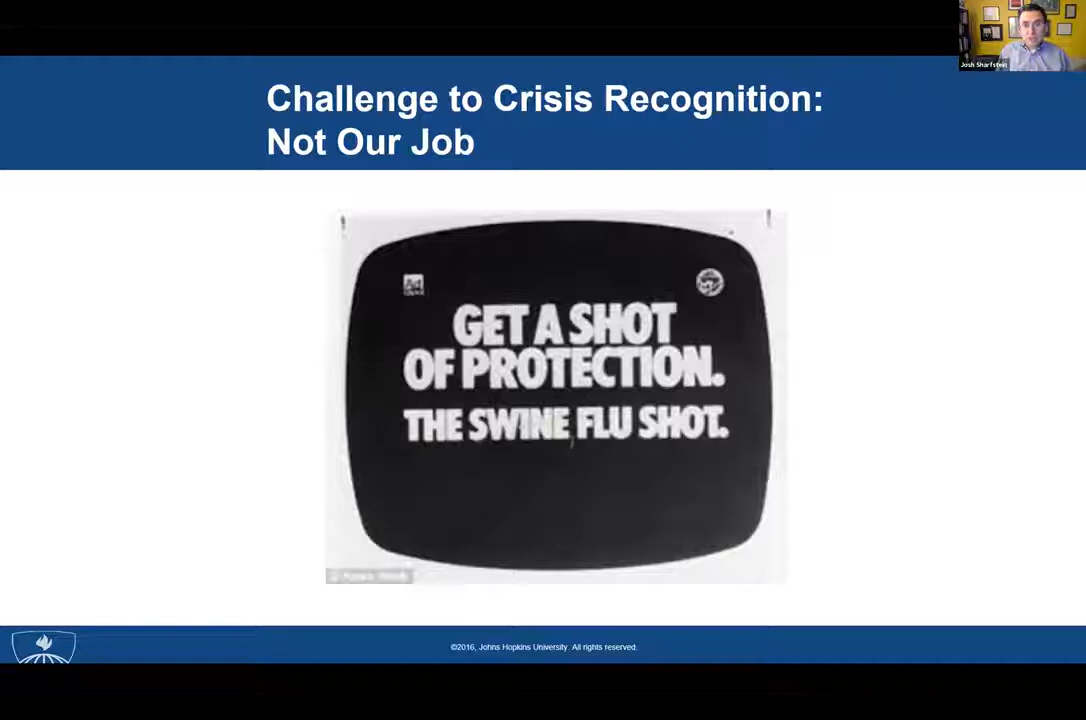 Josh Sharfstein
Challenge to Crisis Recognition:
Not Our Job
GET A SHOT
OF PROTECTION.
THE SWINE FLU SHOT.
©2016, Johns Hopkins University. All rights reserved.